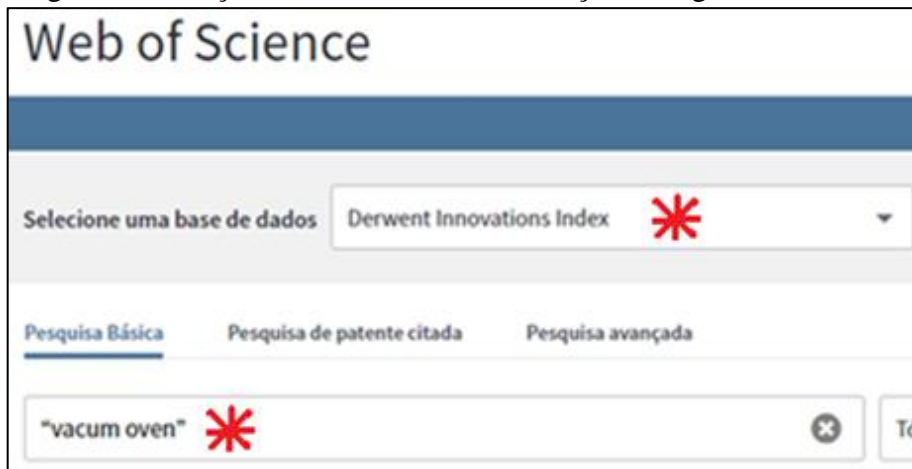 Web of Science
Selecione uma base de dados Derwent Innovations Index
Pesquisa Básica Pesquisa de patente citada Pesquisa avançada
"vacum oven"